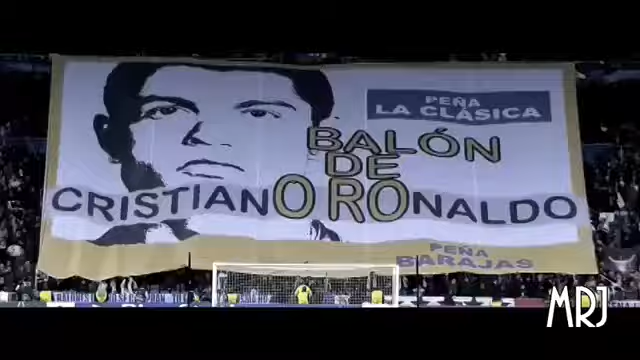 PEÑA
LA CLÁSICA
BALÓN
DE
CRISTIANO RONALDO
PEÑA
BARAJAS
MRJ